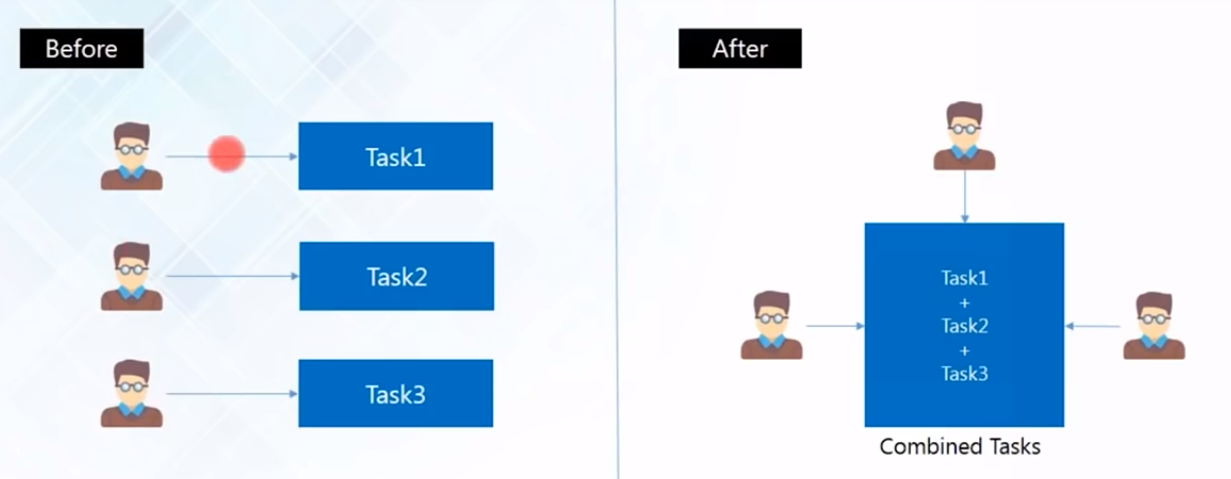 Before
Task1
Task2
Task3
After
Task1
+
Task2
+
Task3
Combined Tasks